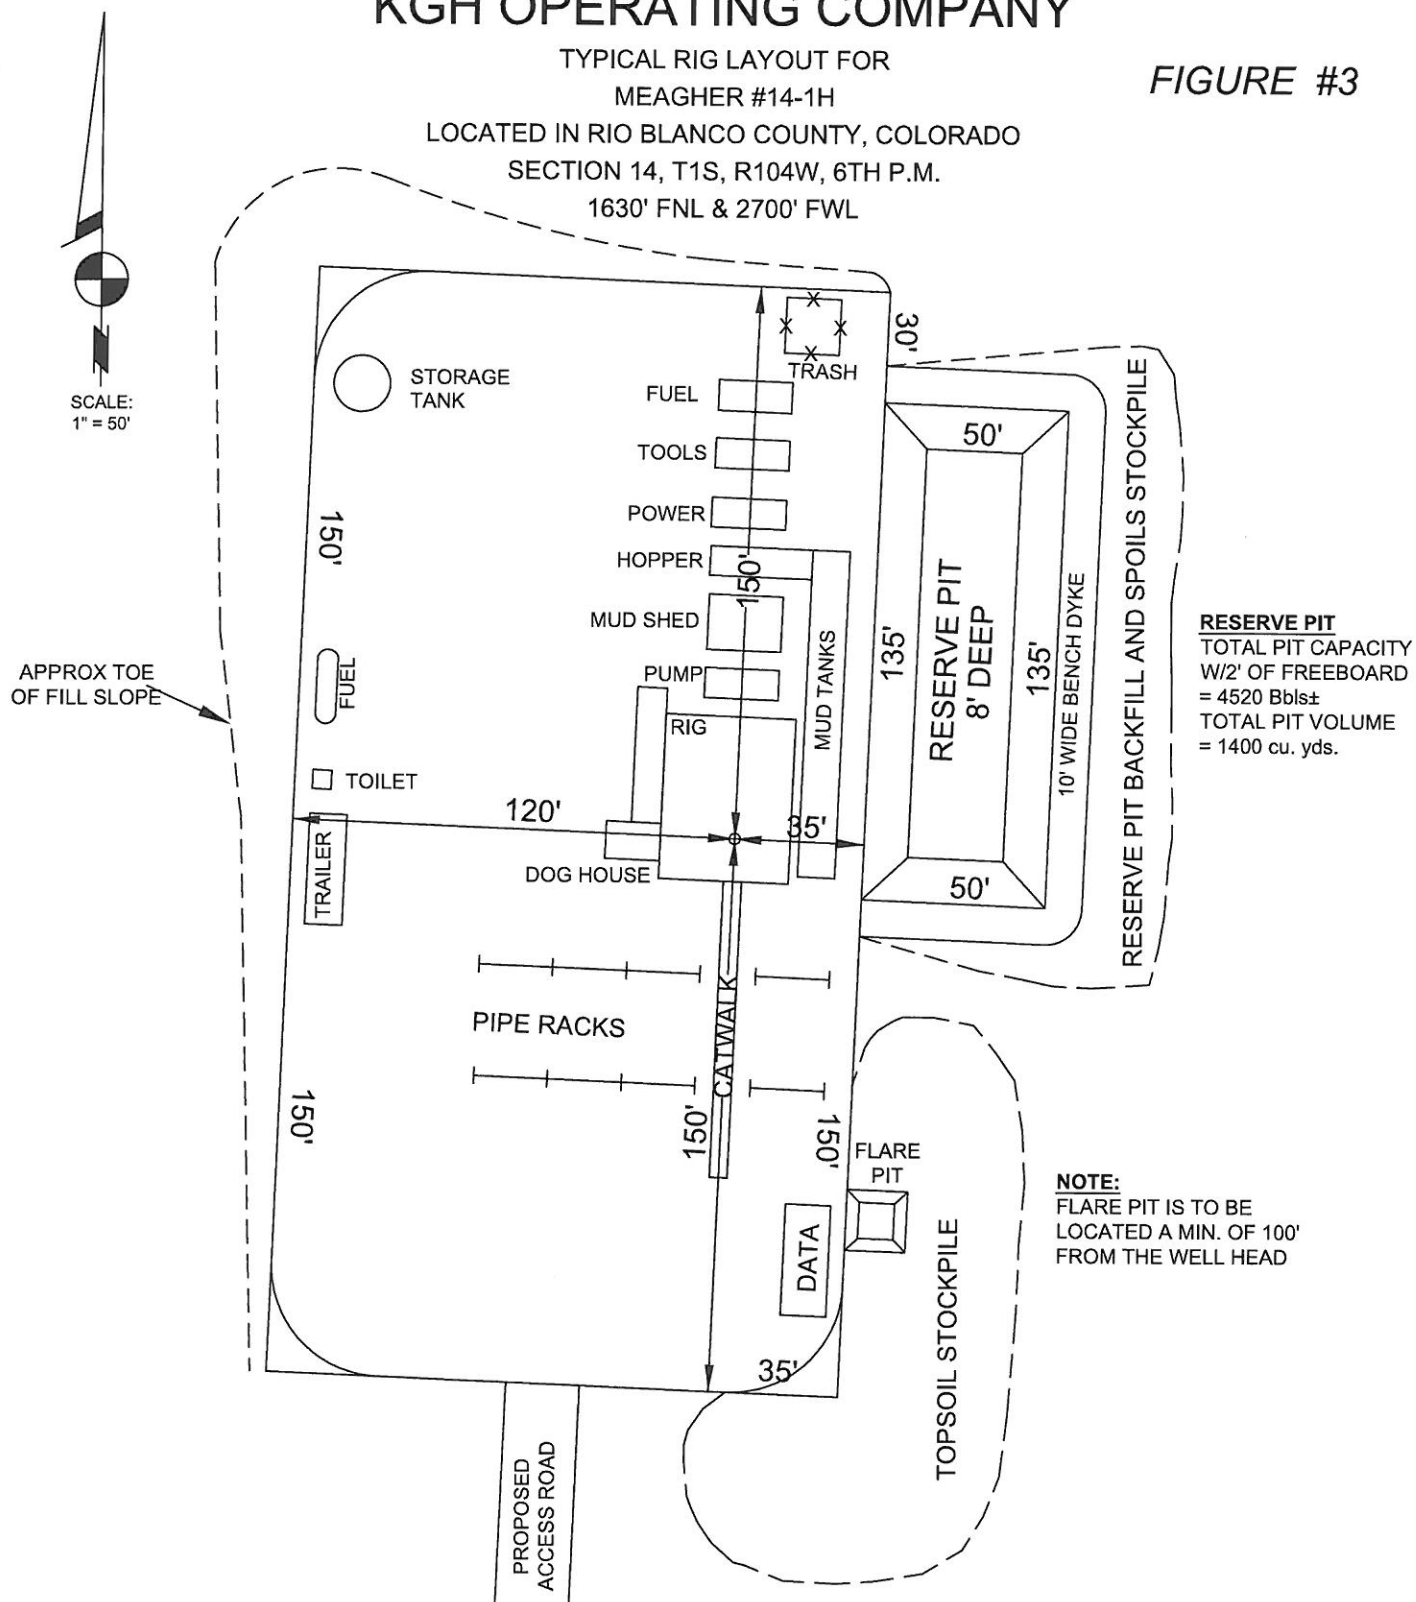 KGH OPERATING COMPANY
TYPICAL RIG LAYOUT FOR
MEAGHER #14-1H
LOCATED IN RIO BLANCO COUNTY, COLORADO
SECTION 14, T1S, R104W, 6TH P.M.
1630' FNL & 2700' FWL
FIGURE #3
N
SCALE:
1" = 50'
30'
TRASH
STORAGE
TANK
FUEL
TOOLS
POWER
HOPPER
MUD SHED
PUMP
RIG
150'
150'
MUD TANKS
50'
135'
RESERVE PIT
8' DEEP
135'
50'
10' WIDE BENCH DYKE
RESERVE PIT BACKFILL AND SPOILS STOCKPILE
RESERVE PIT
TOTAL PIT CAPACITY
W/2' OF FREEBOARD
= 4520 Bbls±
TOTAL PIT VOLUME
= 1400 cu. yds.
APPROX TOE
OF FILL SLOPE
FUEL
TOILET
TRAILER
120'
35'
DOG HOUSE
PIPE RACKS
CATWALK
150'
150'
150'
FLARE
PIT
DATA
35'
TOPSOIL STOCKPILE
NOTE:
FLARE PIT IS TO BE
LOCATED A MIN. OF 100'
FROM THE WELL HEAD
PROPOSED
ACCESS ROAD